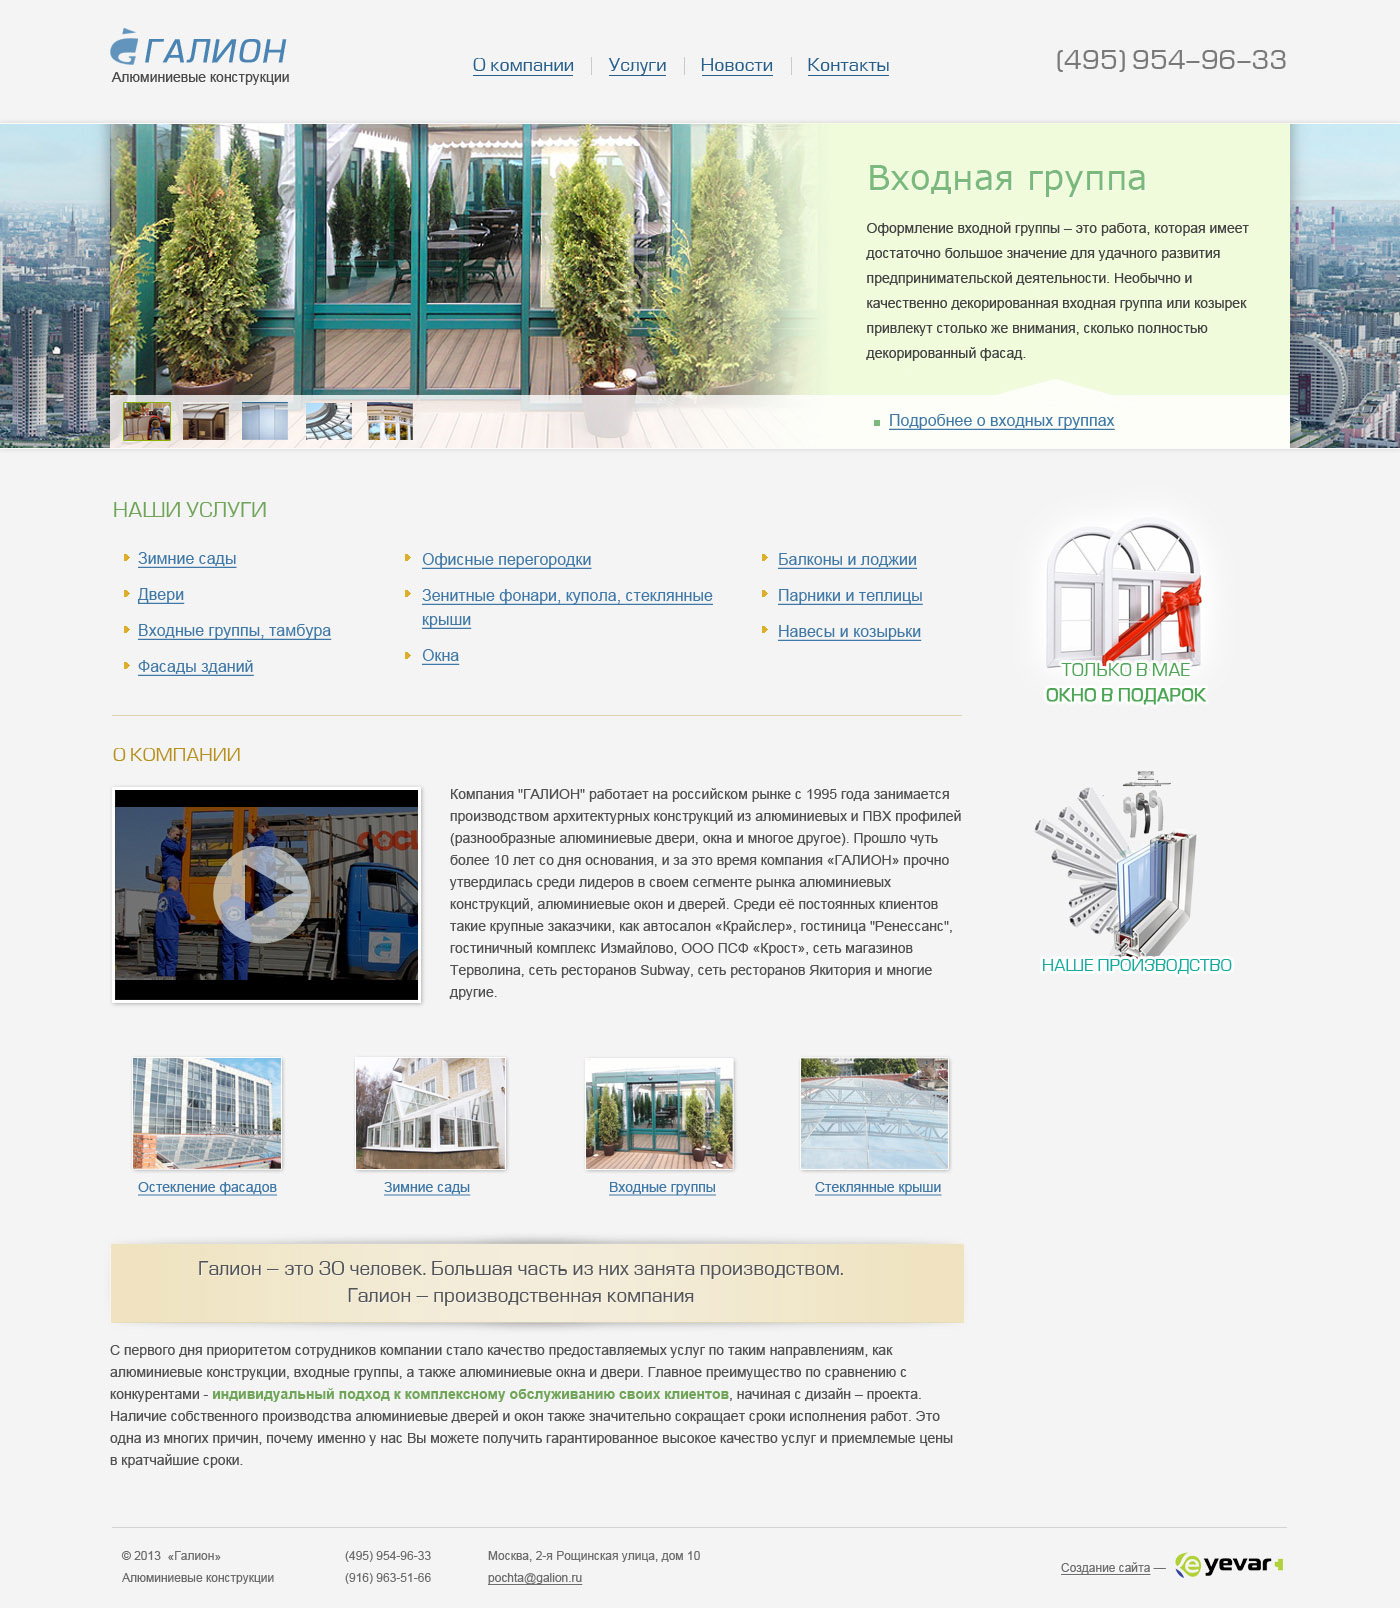 ГАЛИОН
Алюминиевые конструкции
О компании
Услуги
Новости
Контакты
(495) 954–96–33
Входная группа
Оформление входной группы – это работа, которая имеет
достаточно большое значение для удачного развития
предпринимательской деятельности. Необычно и
качественно декорированная входная группа или козырек
привлекут столько же внимания, сколько полностью
декорированный фасад.
Подробнее о входных группах
НАШИ УСЛУГИ
Зимние сады
Двери
Входные группы, тамбура
Фасады зданий
Офисные перегородки
Зенитные фонари, купола, стеклянные
крыши
Окна
Балконы и лоджии
Парники и теплицы
Навесы и козырьки
ТОЛЬКО В МАЕ
ОКНО В ПОДАРОК
О КОМПАНИИ
Компания "ГАЛИОН" работает на российском рынке с 1995 года занимается
производством архитектурных конструкций из алюминиевых и ПВХ профилей
(разнообразные алюминиевые двери, окна и многое другое). Прошло чуть
более 10 лет со дня основания, и за это время компания «ГАЛИОН» прочно
утвердилась среди лидеров в своем сегменте рынка алюминиевых
конструкций, алюминиевые окон и дверей. Среди её постоянных клиентов
такие крупные заказчики, как автосалон «Крайслер», гостиница "Ренессанс",
гостиничный комплекс Измайлово, ООО ПСФ «Крост», сеть магазинов
Терволина, сеть ресторанов Subway, сеть ресторанов Якитория и многие
другие.
НАШЕ ПРОИЗВОДСТВО
Остекление фасадов
Зимние сады
Входные группы
Стеклянные крыши
Галион – это 30 человек. Большая часть из них занята производством.
Галион – производственная компания
С первого дня приоритетом сотрудников компании стало качество предоставляемых услуг по таким направлениям, как
алюминиевые конструкции, входные группы, а также алюминиевые окна и двери. Главное преимущество по сравнению с
конкурентами - индивидуальный подход к комплексному обслуживанию своих клиентов, начиная с дизайн – проекта.
Наличие собственного производства алюминиевые дверей и окон также значительно сокращает сроки исполнения работ. Это
одна из многих причин, почему именно у нас Вы можете получить гарантированное высокое качество услуг и приемлемые цены
в кратчайшие сроки.
© 2013 «Галион»
Алюминиевые конструкции
(495) 954-96-33
(916) 963-51-66
Москва, 2-я Рощинская улица, дом 10
pochta@galion.ru
Создание сайта —
yevar